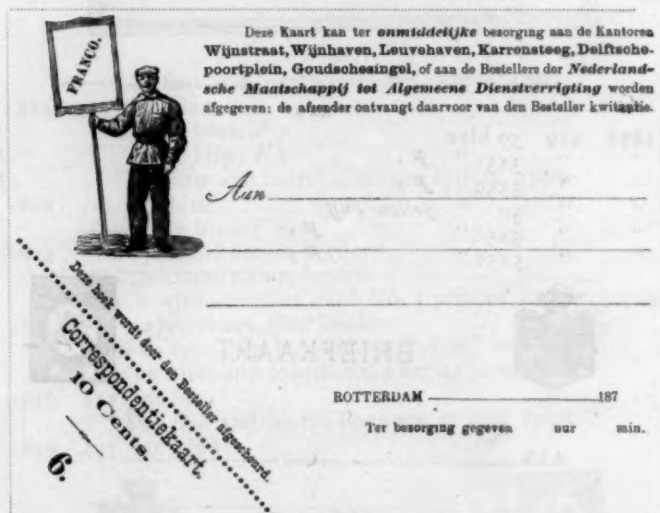 FRANCO.
Deze Kaart kan ter onmiddelijke bezorging aan de Kantoren
Wijnstraat, Wijnhaven, Leuvehaven, Karrensteeg, Delftsche-
poortplein, Goudschesingel, of aan de Bestellers der Nederland-
sche Maatschappij tot Algemeene Dienstverrigting worden
afgegeven: de afzender ontvangt daarvoor van den Besteller kwitantie.
Aan
Deze hoek wordt door den Besteller afgescheurd.
Correspondentiekaart.
10 Cents.
6.
ROTTERDAM 187
Ter bezorging gegeven uur min.
BRIEFKAART